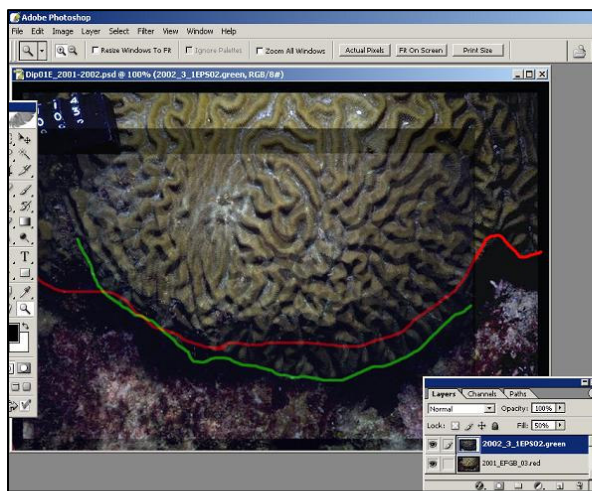 Adobe Photoshop
File Edit Image Layer Select Filter View Window Help
Resize Windows To Fit Ignore Palettes Zoom All Windows Actual Pixels Fit On Screen Print Size
Dip01E_2001-2002.psd @ 100% (2002_3_1EPS02.green, RGB/8#)
T
Layers Channels Paths
Normal Opacity: 100%
Lock: Fill: 50%
2002_3_1EPS02.green
2001_EFGB_03.red